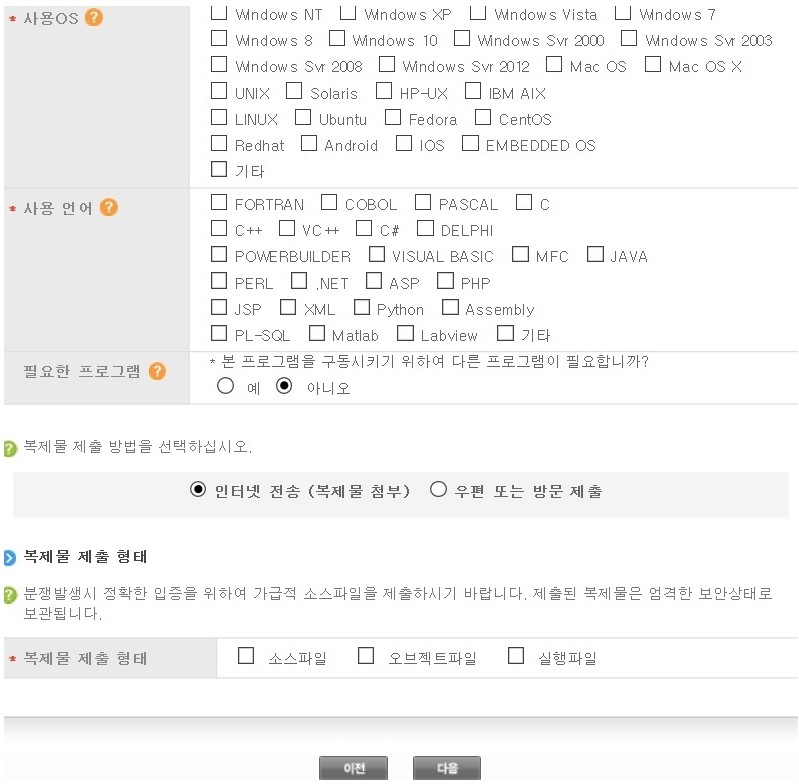 * 사용OS ? □ Windows NT □ Windows XP □ Windows Vista □ Windows 7
□ Windows 8 □ Windows 10 □ Windows Svr 2000 □ Windows Svr 2003
□ Windows Svr 2008 □ Windows Svr 2012 □ Mac OS □ Mac OS X
□ UNIX □ Solaris □ HP-UX □ IBM AIX
□ LINUX □ Ubuntu □ Fedora □ CentOS
□ Redhat □ Android □ IOS □ EMBEDDED OS
□ 기타
* 사용 언어 ? □ FORTRAN □ COBOL □ PASCAL □ C
□ C++ □ VC++ □ C# □ DELPHI
□ POWERBUILDER □ VISUAL BASIC □ MFC □ JAVA
□ PERL □ .NET □ ASP □ PHP
□ JSP □ XML □ Python □ Assembly
□ PL-SQL □ Matlab □ Labview □ 기타
필요한 프로그램 ? * 본 프로그램을 구동시키기 위하여 다른 프로그램이 필요합니까?
○ 예 ◉ 아니오
? 복제물 제출 방법을 선택하십시오.
◉ 인터넷 전송 (복제물 첨부) ○ 우편 또는 방문 제출
복제물 제출 형태
? 분쟁발생시 정확한 입증을 위하여 가급적 소스파일을 제출하시기 바랍니다. 제출된 복제물은 엄격한 보안상태로
보관됩니다.
* 복제물 제출 형태 □ 소스파일 □ 오브젝트파일 □ 실행파일
이전 다음